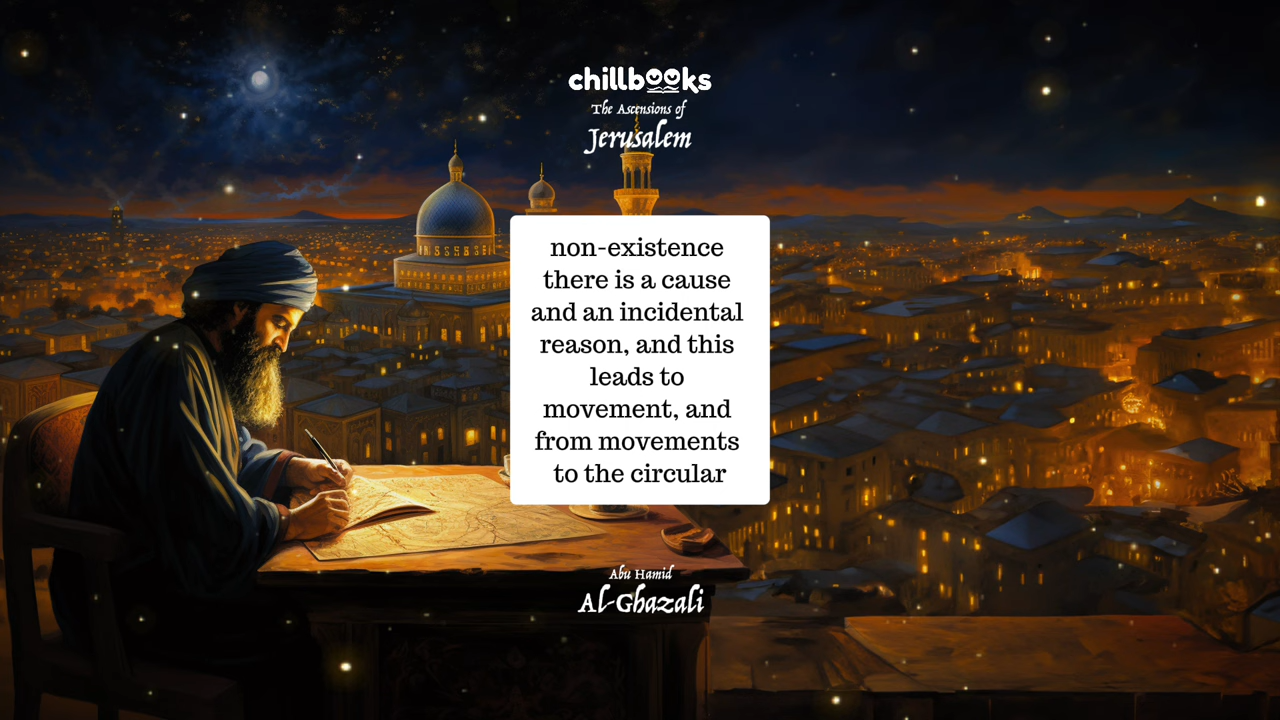 chillbooks
The Ascensions of
Jerusalem
non-existence
there is a cause
and an incidental
reason, and this
leads to
movement, and
from movements
to the circular
Abu Hamid
Al-Ghazali